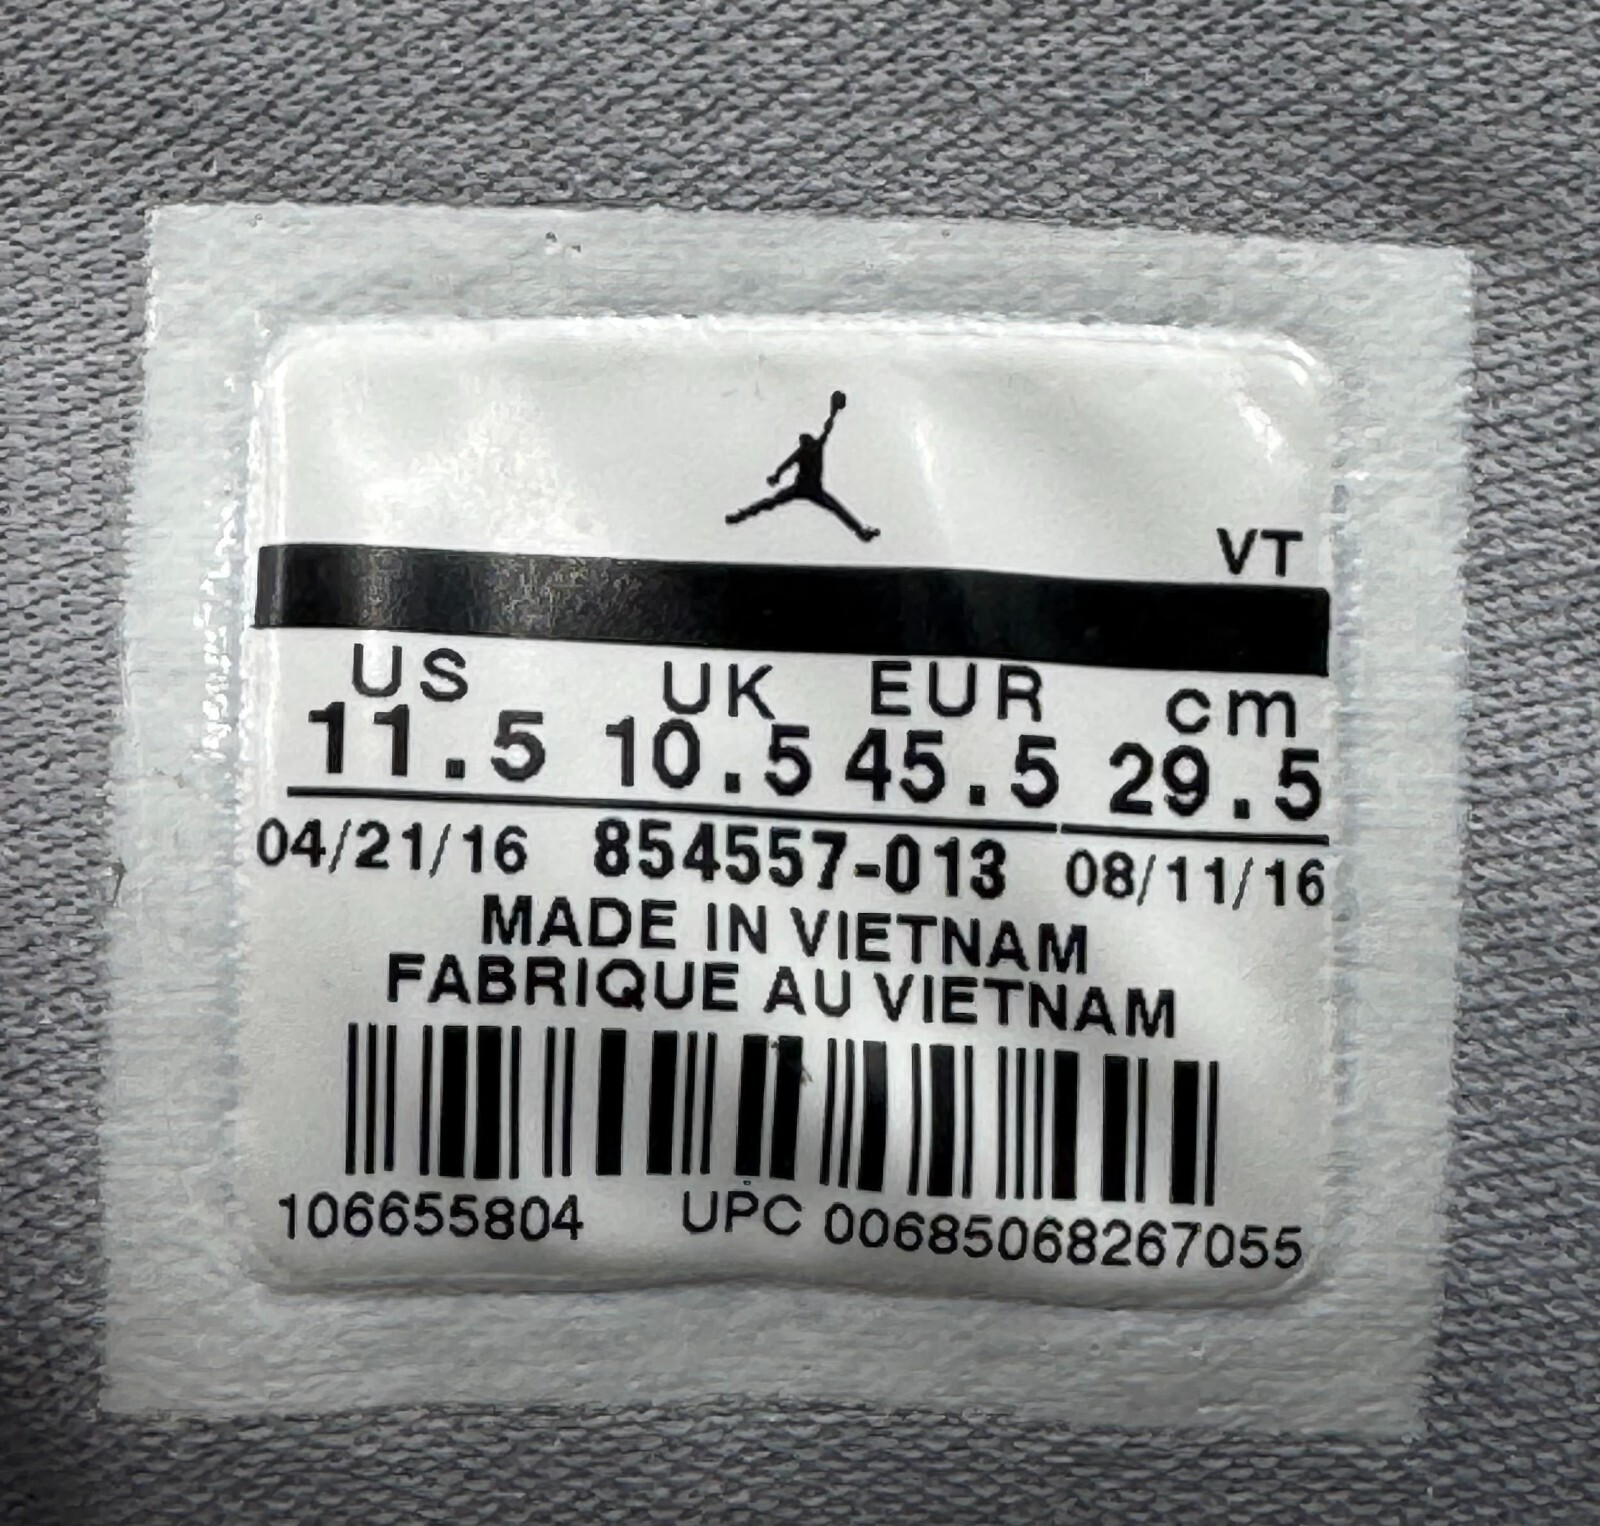 VT
US UK EUR cm
11.5 10.5 45.5 29.5
04/21/16 854557-013 08/11/16
MADE IN VIETNAM
FABRIQUE AU VIETNAM
106655804 UPC 00685068267055